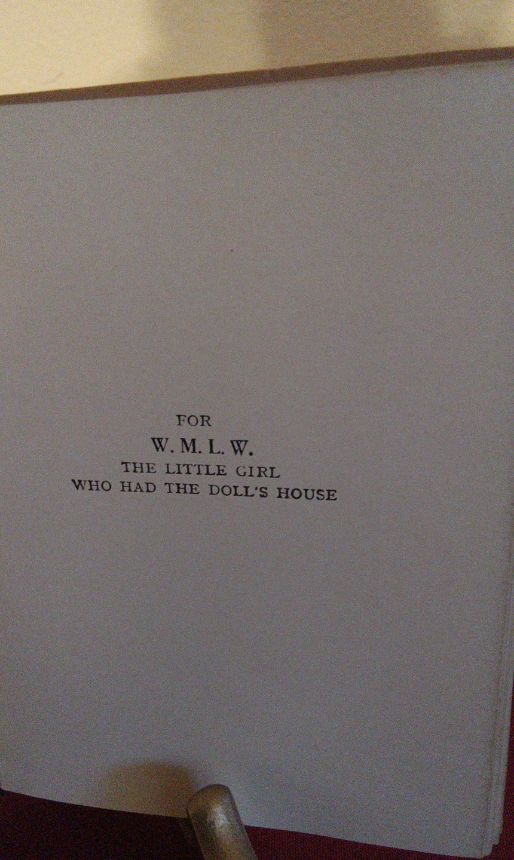 FOR
W. M. L. W.
THE LITTLE GIRL
WHO HAD THE DOLL'S HOUSE